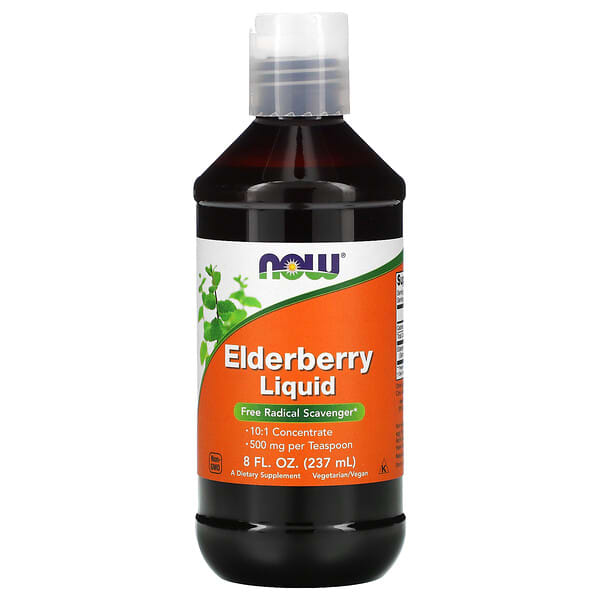 NOW®
Elderberry
Liquid
Free Radical Scavenger*
• 10:1 Concentrate
• 500 mg per Teaspoon
8 FL. OZ. (237 mL)
Non-
GMO
A Dietary Supplement Vegetarian/Vegan
K